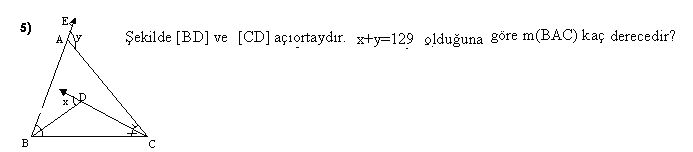 5) Şekilde [BD] ve [CD] açıortaydır. x+y=129 olduğuna göre m(BAC) kaç derecedir?
E
A y
x D
B C